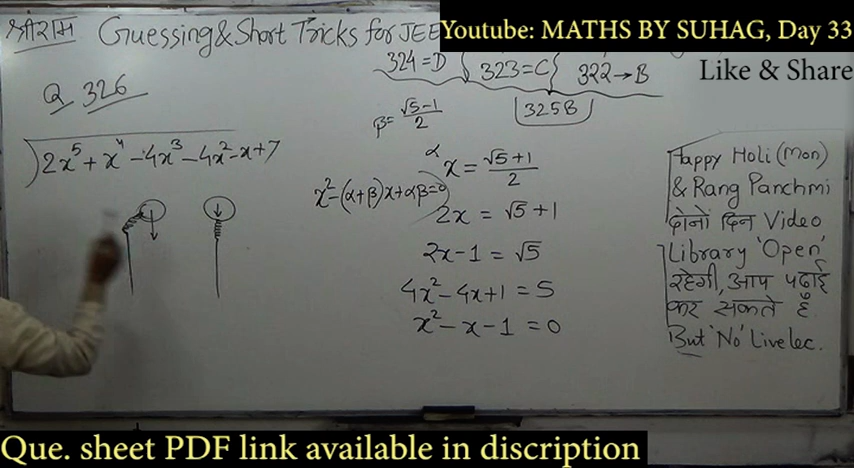 श्रीराम Guessing & Short Tricks for JEE
Youtube: MATHS BY SUHAG, Day 33
Like & Share
324=D 323=C 322→B
325B
Q 326
2x⁵+x⁴-4x³-4x²-x+7
β=(√5-1)/2
α x = (√5+1)/2
x²-(α+β)x+αβ=0
2x = √5+1
2x-1 = √5
4x²-4x+1 = 5
x²-x-1 = 0
Happy Holi (Mon)
& Rang Panchmi
दोनों दिन Video
Library 'Open'
रहेगी, आप पढाई
कर सकते हैं
But 'No' Live lec.
Que. sheet PDF link available in discription